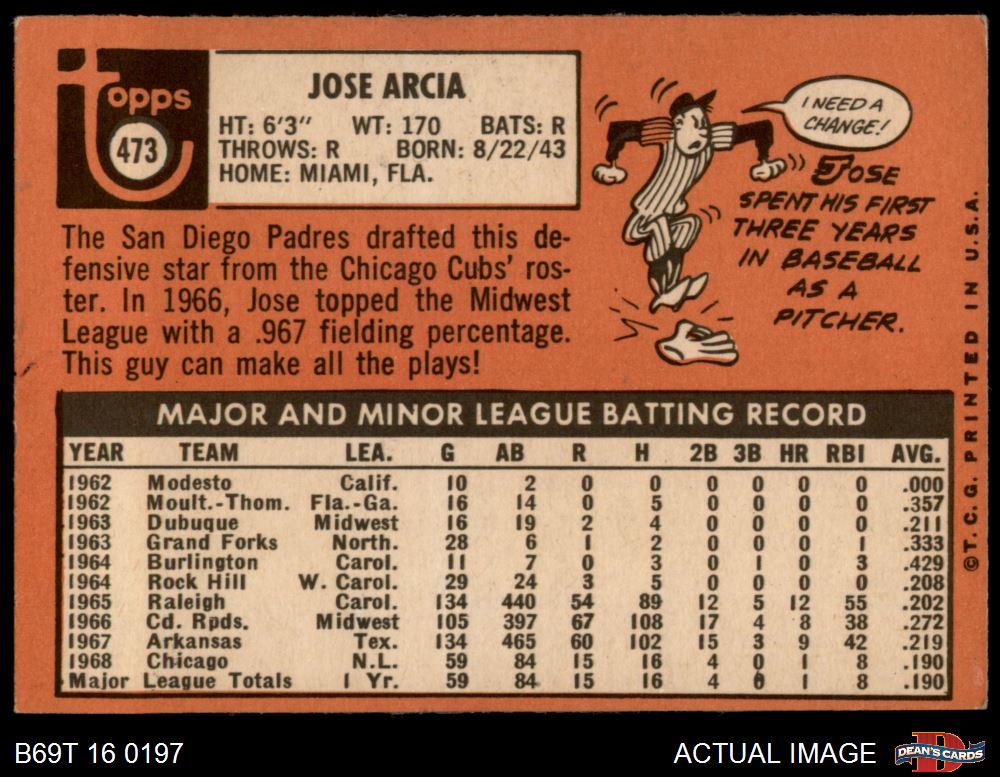 topps
473
JOSE ARCIA
HT: 6'3" WT: 170 BATS: R
THROWS: R BORN: 8/22/43
HOME: MIAMI, FLA.
The San Diego Padres drafted this de-
fensive star from the Chicago Cubs' ros-
ter. In 1966, Jose topped the Midwest
League with a .967 fielding percentage.
This guy can make all the plays!
I NEED A
CHANGE!
JOSE
SPENT HIS FIRST
THREE YEARS
IN BASEBALL
AS A
PITCHER.
MAJOR AND MINOR LEAGUE BATTING RECORD
YEAR TEAM LEA. G AB R H 2B 3B HR RBI AVG.
1962 Modesto Calif. 10 2 0 0 0 0 0 0 .000
1962 Moult.-Thom. Fla.-Ga. 16 14 0 5 0 0 0 0 .357
1963 Dubuque Midwest 16 19 2 4 0 0 0 0 .211
1963 Grand Forks North. 28 6 1 2 0 0 0 1 .333
1964 Burlington Carol. 11 7 0 3 0 1 0 3 .429
1964 Rock Hill W. Carol. 29 24 3 5 0 0 0 0 .208
1965 Raleigh Carol. 134 440 54 89 12 5 12 55 .202
1966 Cd. Rpds. Midwest 105 397 67 108 17 4 8 38 .272
1967 Arkansas Tex. 134 465 60 102 15 3 9 42 .219
1968 Chicago N.L. 59 84 15 16 4 0 1 8 .190
Major League Totals 1 Yr. 59 84 15 16 4 0 1 8 .190
©T.C.G. PRINTED IN U.S.A.
B69T 16 0197
ACTUAL IMAGE
D
DEAN'S CARDS